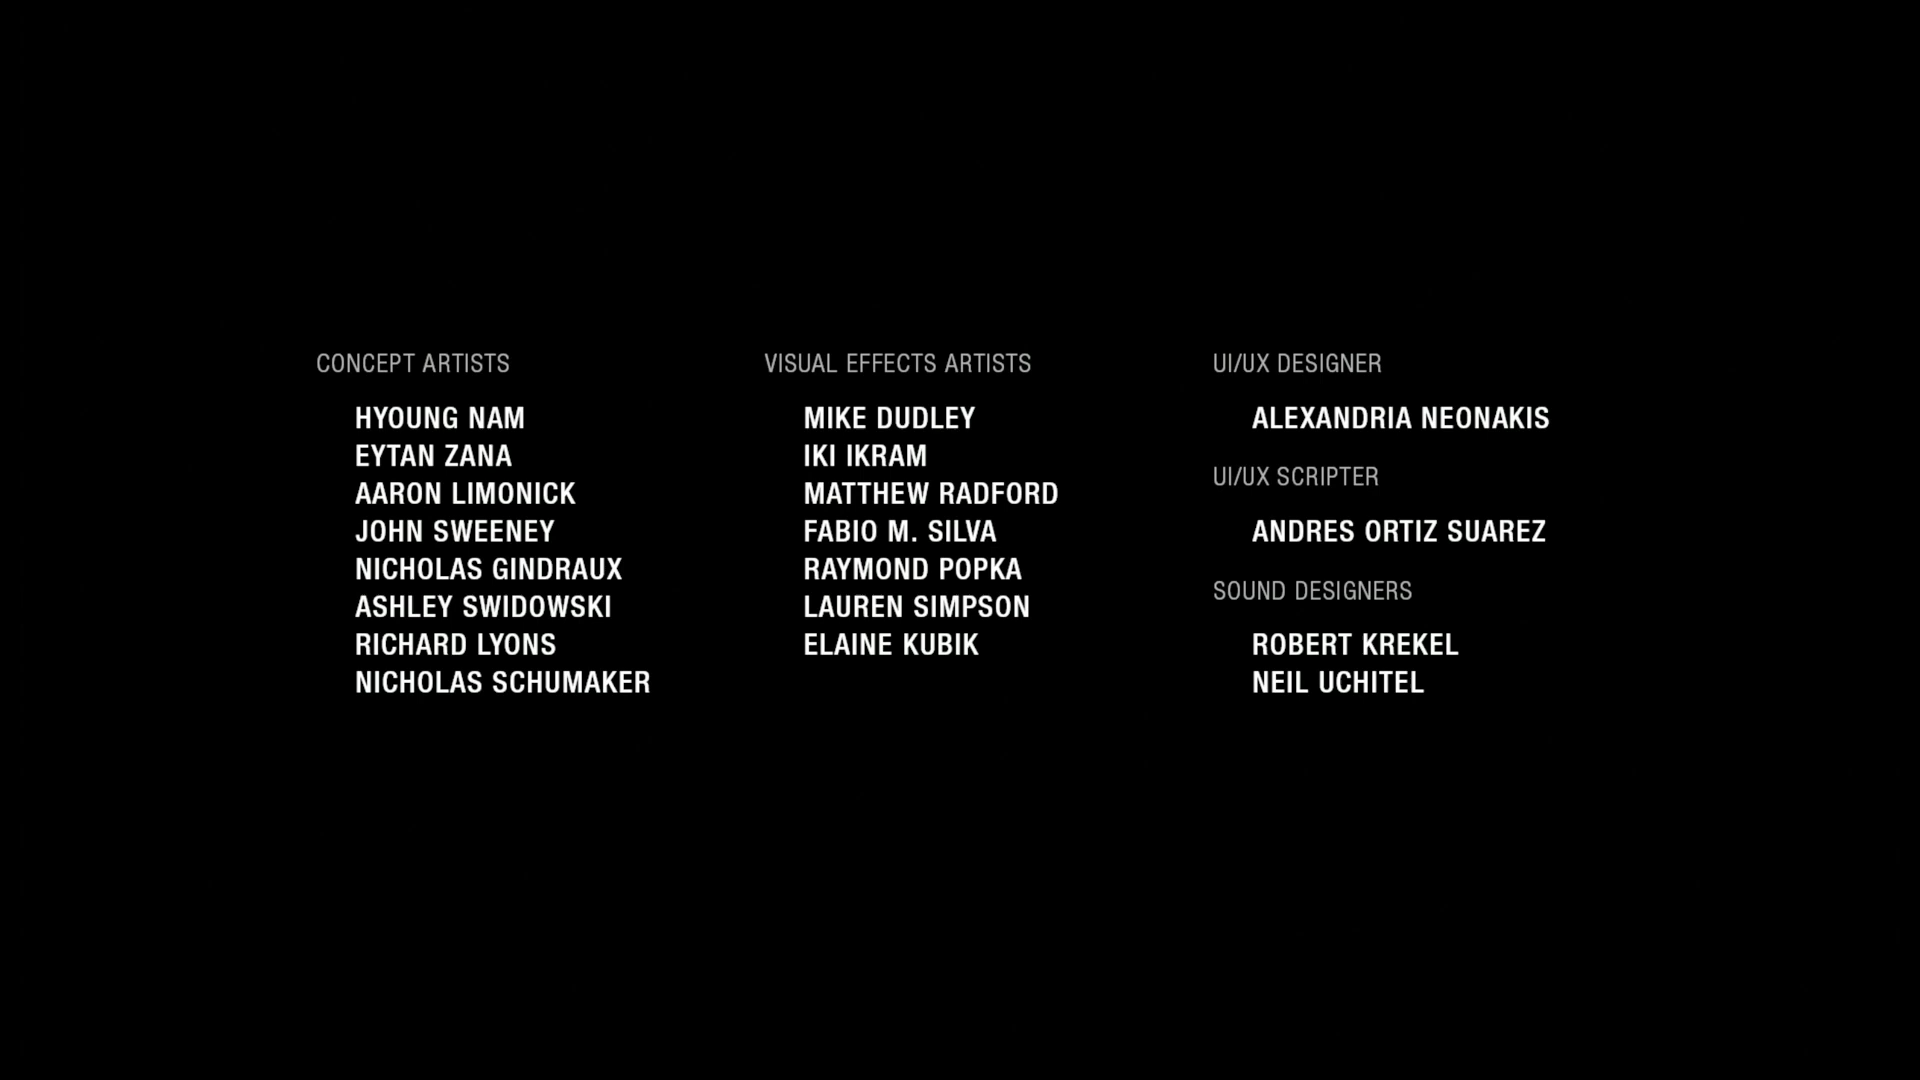 CONCEPT ARTISTS
HYOUNG NAM
EYTAN ZANA
AARON LIMONICK
JOHN SWEENEY
NICHOLAS GINDRAUX
ASHLEY SWIDOWSKI
RICHARD LYONS
NICHOLAS SCHUMAKER
VISUAL EFFECTS ARTISTS
MIKE DUDLEY
IKI IKRAM
MATTHEW RADFORD
FABIO M. SILVA
RAYMOND POPKA
LAUREN SIMPSON
ELAINE KUBIK
UI/UX DESIGNER
ALEXANDRIA NEONAKIS
UI/UX SCRIPTER
ANDRES ORTIZ SUAREZ
SOUND DESIGNERS
ROBERT KREKEL
NEIL UCHITEL